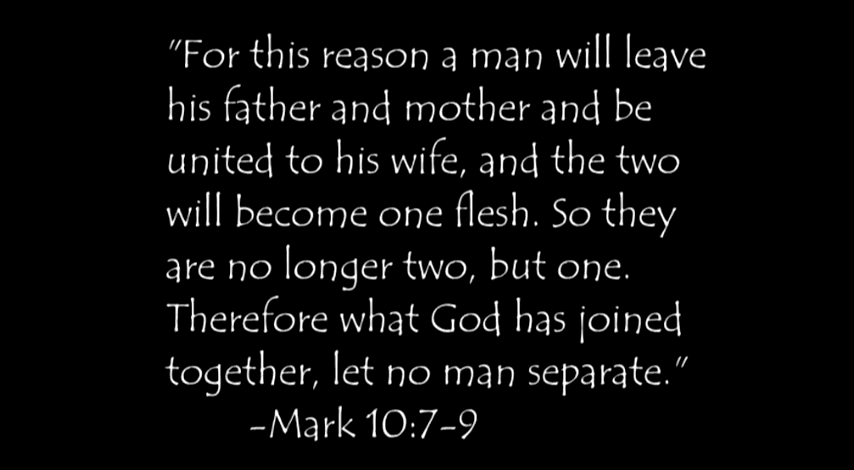 "For this reason a man will leave
his father and mother and be
united to his wife, and the two
will become one flesh. So they
are no longer two, but one.
Therefore what God has joined
together, let no man separate."
-Mark 10:7-9